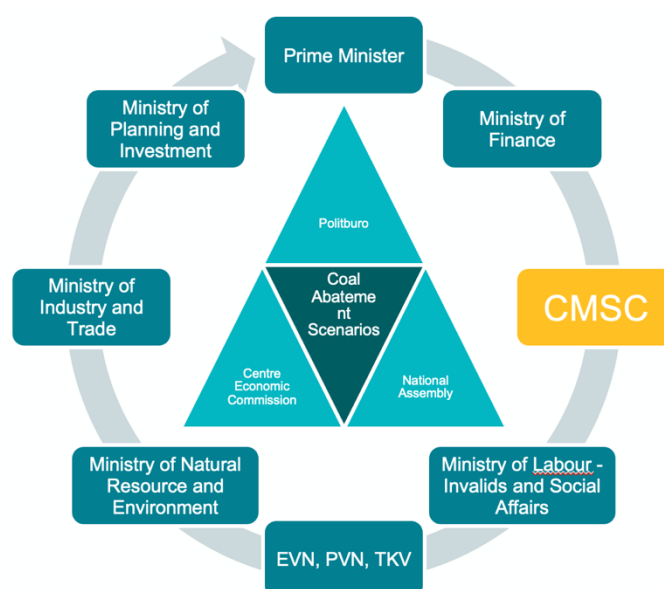 Prime Minister
Ministry of
Planning and
Investment
Ministry of
Finance
Politburo
Ministry of
Industry and
Trade
Coal
Abateme
nt
Scenarios
CMSC
Centre
Economic
Commission
National
Assembly
Ministry of Natural
Resource and
Environment
Ministry of Labour -
Invalids and Social
Affairs
EVN, PVN, TKV